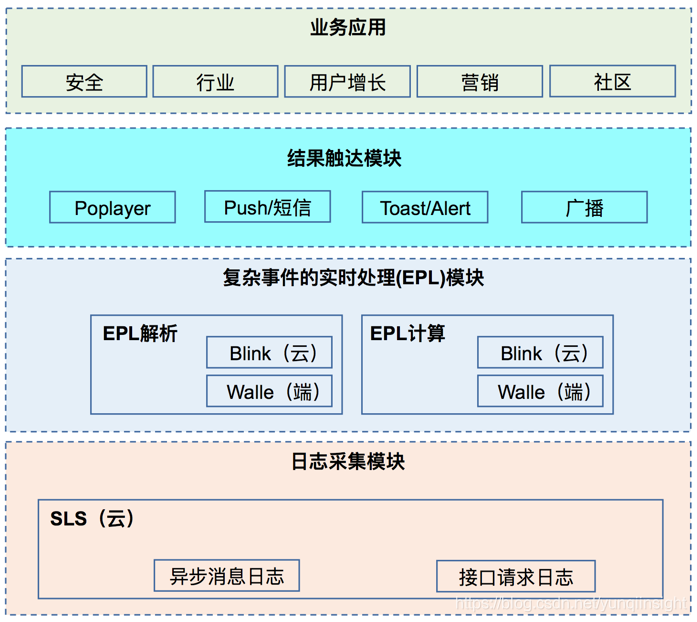 业务应用
安全 行业 用户增长 营销 社区
结果触达模块
Poplayer Push/短信 Toast/Alert 广播
复杂事件的实时处理(EPL)模块
EPL解析 EPL计算
Blink（云） Blink（云）
Walle（端） Walle（端）
日志采集模块
SLS（云）
异步消息日志 接口请求日志
https://blog.csdn.net/yunqiinsight